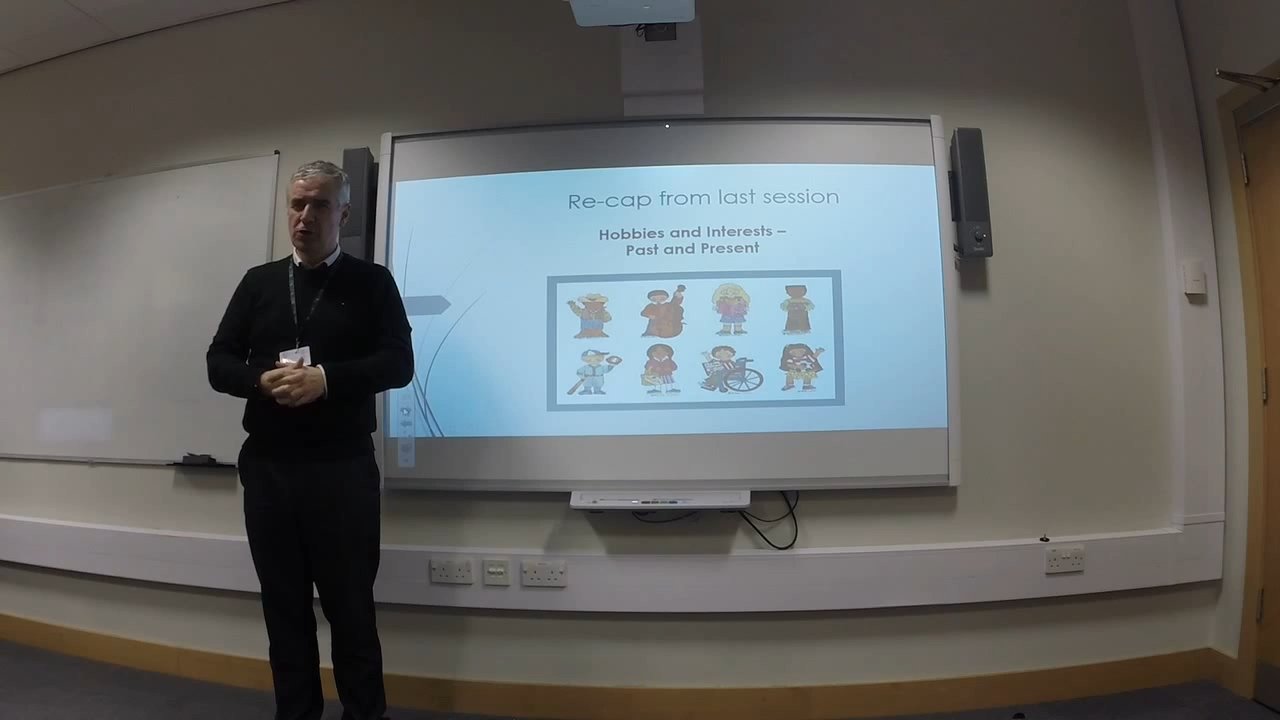 Re-cap from last session
Hobbies and Interests –
Past and Present